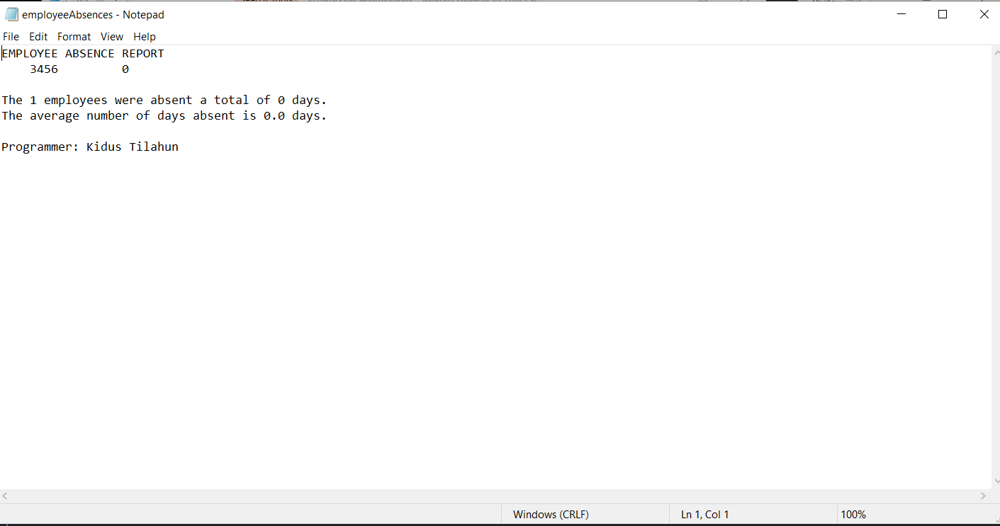 employeeAbsences - Notepad
File Edit Format View Help
EMPLOYEE ABSENCE REPORT
    3456         0
The 1 employees were absent a total of 0 days.
The average number of days absent is 0.0 days.
Programmer: Kidus Tilahun
Windows (CRLF) Ln 1, Col 1 100%